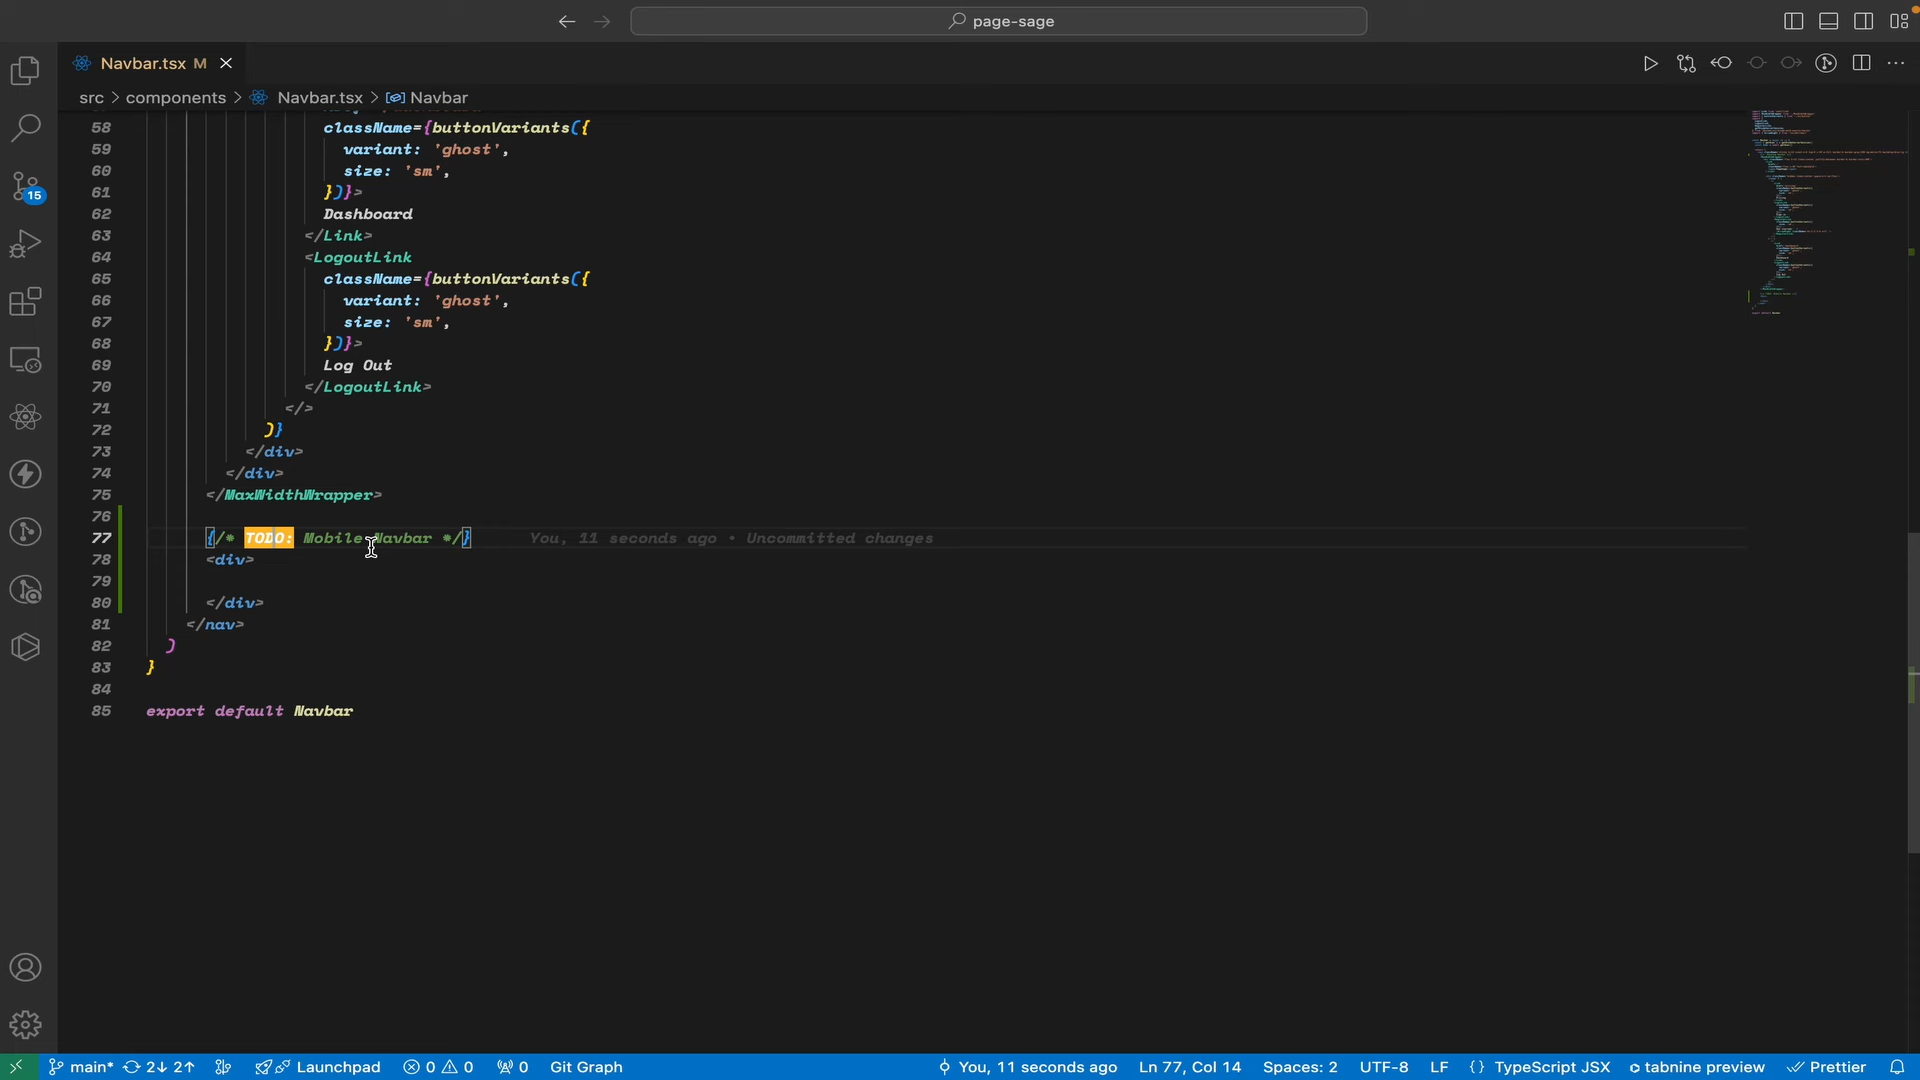 page-sage
Navbar.tsx M
src > components > Navbar.tsx > Navbar
58 className={buttonVariants({
59 variant: 'ghost',
60 size: 'sm',
61 })}>
62 Dashboard
63 </Link>
64 <LogoutLink
65 className={buttonVariants({
66 variant: 'ghost',
67 size: 'sm',
68 })}>
69 Log Out
70 </LogoutLink>
71 </>
72 )}
73 </div>
74 </div>
75 </MaxWidthWrapper>
76
77 {/* TODO: Mobile Navbar */} You, 11 seconds ago • Uncommitted changes
78 <div>
79
80 </div>
81 </nav>
82 )
83 }
84
85 export default Navbar
15
main* 2↓ 2↑ Launchpad 0 0 0 Git Graph You, 11 seconds ago Ln 77, Col 14 Spaces: 2 UTF-8 LF {} TypeScript JSX tabnine preview Prettier